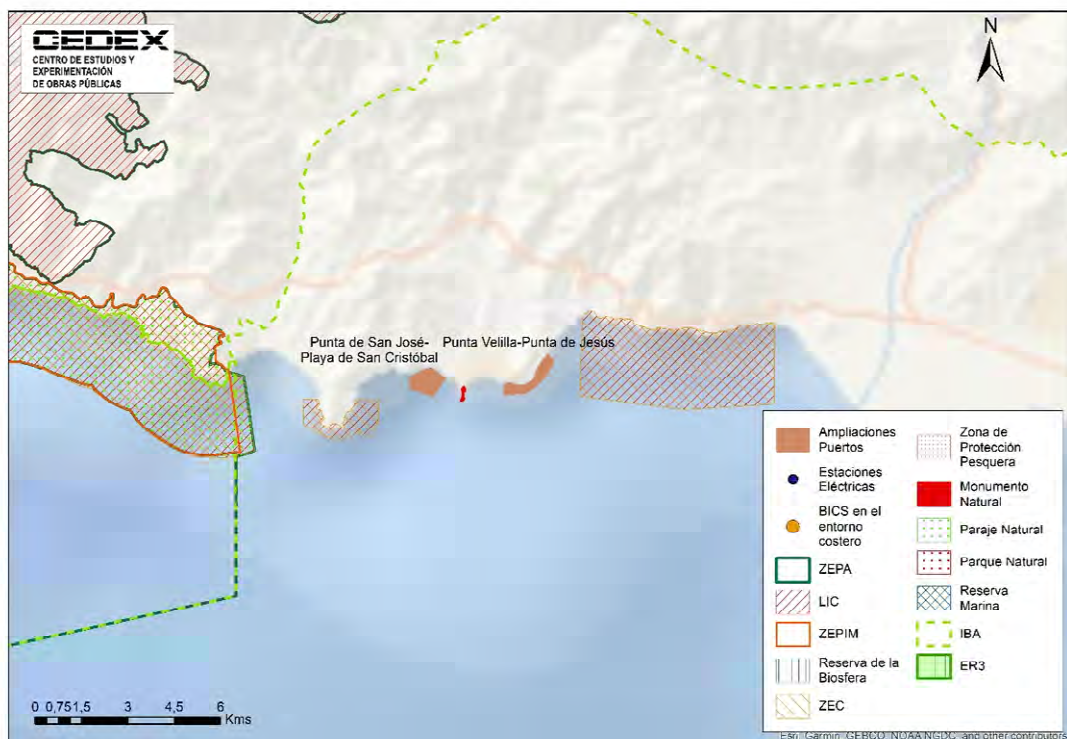 CEDEX
CENTRO DE ESTUDIOS Y
EXPERIMENTACIÓN
DE OBRAS PÚBLICAS
N
Punta de San José-
Playa de San Cristóbal
Punta Velilla-Punta de Jesús
Ampliaciones
Puertos
Estaciones
Eléctricas
BICS en el
entorno
costero
ZEPA
LIC
ZEPIM
Reserva de la
Biosfera
ZEC
Zona de
Protección
Pesquera
Monumento
Natural
Paraje Natural
Parque Natural
Reserva
Marina
IBA
ER3
0 0,75 1,5 3 4,5 6
Kms
Esri, Garmin, GEBCO, NOAA NGDC, and other contributors